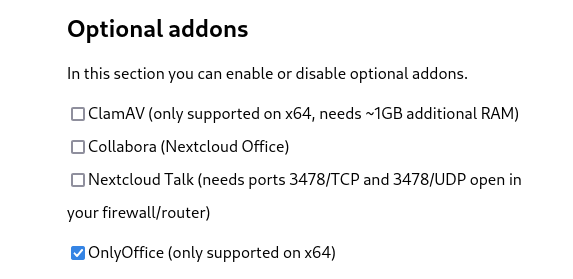 Optional addons
In this section you can enable or disable optional addons.
ClamAV (only supported on x64, needs ~1GB additional RAM)
Collabora (Nextcloud Office)
Nextcloud Talk (needs ports 3478/TCP and 3478/UDP open in
your firewall/router)
OnlyOffice (only supported on x64)